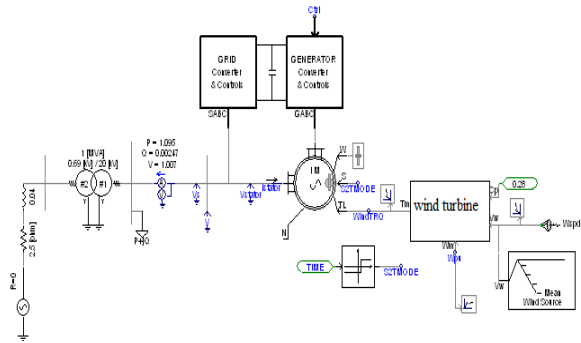 Ctrl
GRID
Converter
& Controls
GENERATOR
Converter
& Controls
SABC
GABC
P = 1.095
Q = 0.00247
V = 1.007
1 [MVA]
0.69 [kV] / 20 [kV]
#2
#1
0.04
2.5 [ohm]
R=0
P+jQ
Vs
V
Vstator
Istator
IM
W
S
S2TMODE
TL
WindTRQ
N
Tm
wind turbine
Cp
0.28
Vw
Wspd
Wm
Wpu
TIME
S2TMODE
Vw
Mean
Wind Source